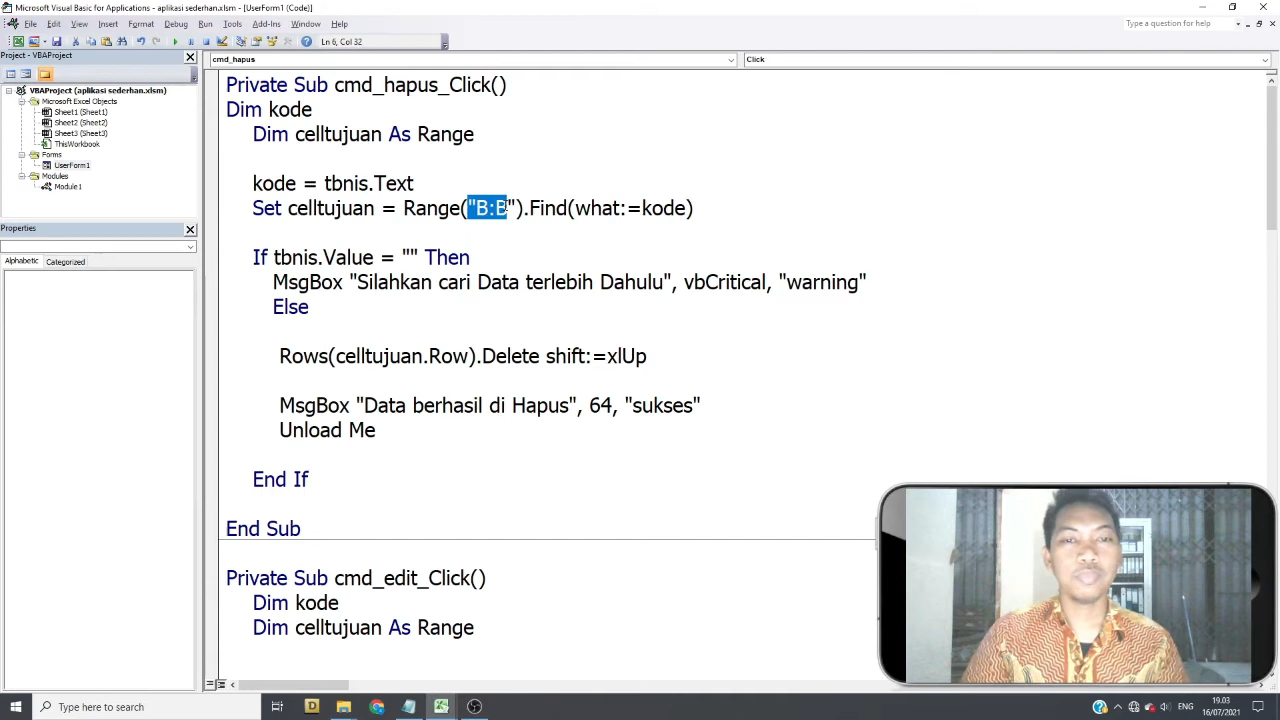 Microsoft Visual Basic for Applications - aplikasi sederhan.xlsm - [UserForm1 (Code)]
File Edit View Insert Format Debug Run Tools Add-Ins Window Help
Type a question for help
Ln 6, Col 32
Project - VBAProject
cmd_hapus
Click
VBAProject (aplikasi sederhan.xlsm)
Microsoft Excel Objects
Sheet1 (Sheet1)
Sheet2 (Sheet2)
Sheet3 (Sheet3)
ThisWorkbook
Forms
UserForm1
Modules
Module1
Properties
Alphabetic Categorized
Private Sub cmd_hapus_Click()
Dim kode
Dim celltujuan As Range
kode = tbnis.Text
Set celltujuan = Range("B:B").Find(what:=kode)
If tbnis.Value = "" Then
MsgBox "Silahkan cari Data terlebih Dahulu", vbCritical, "warning"
Else
Rows(celltujuan.Row).Delete shift:=xlUp
MsgBox "Data berhasil di Hapus", 64, "sukses"
Unload Me
End If
End Sub
Private Sub cmd_edit_Click()
Dim kode
Dim celltujuan As Range
Type here to search
19.03
16/07/2021